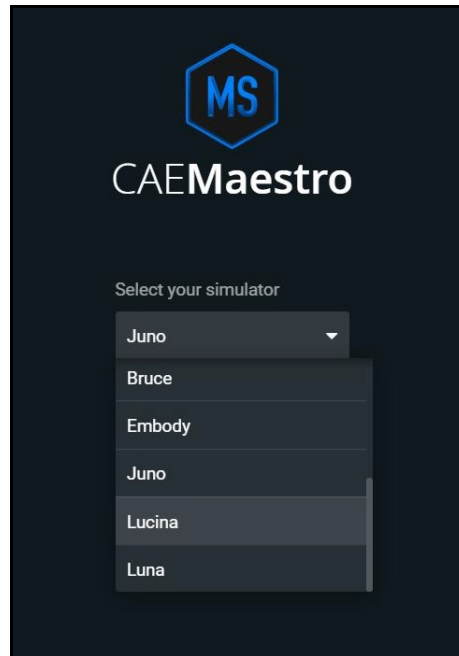 MS
CAEMaestro
Select your simulator
Juno
Bruce
Embody
Juno
Lucina
Luna